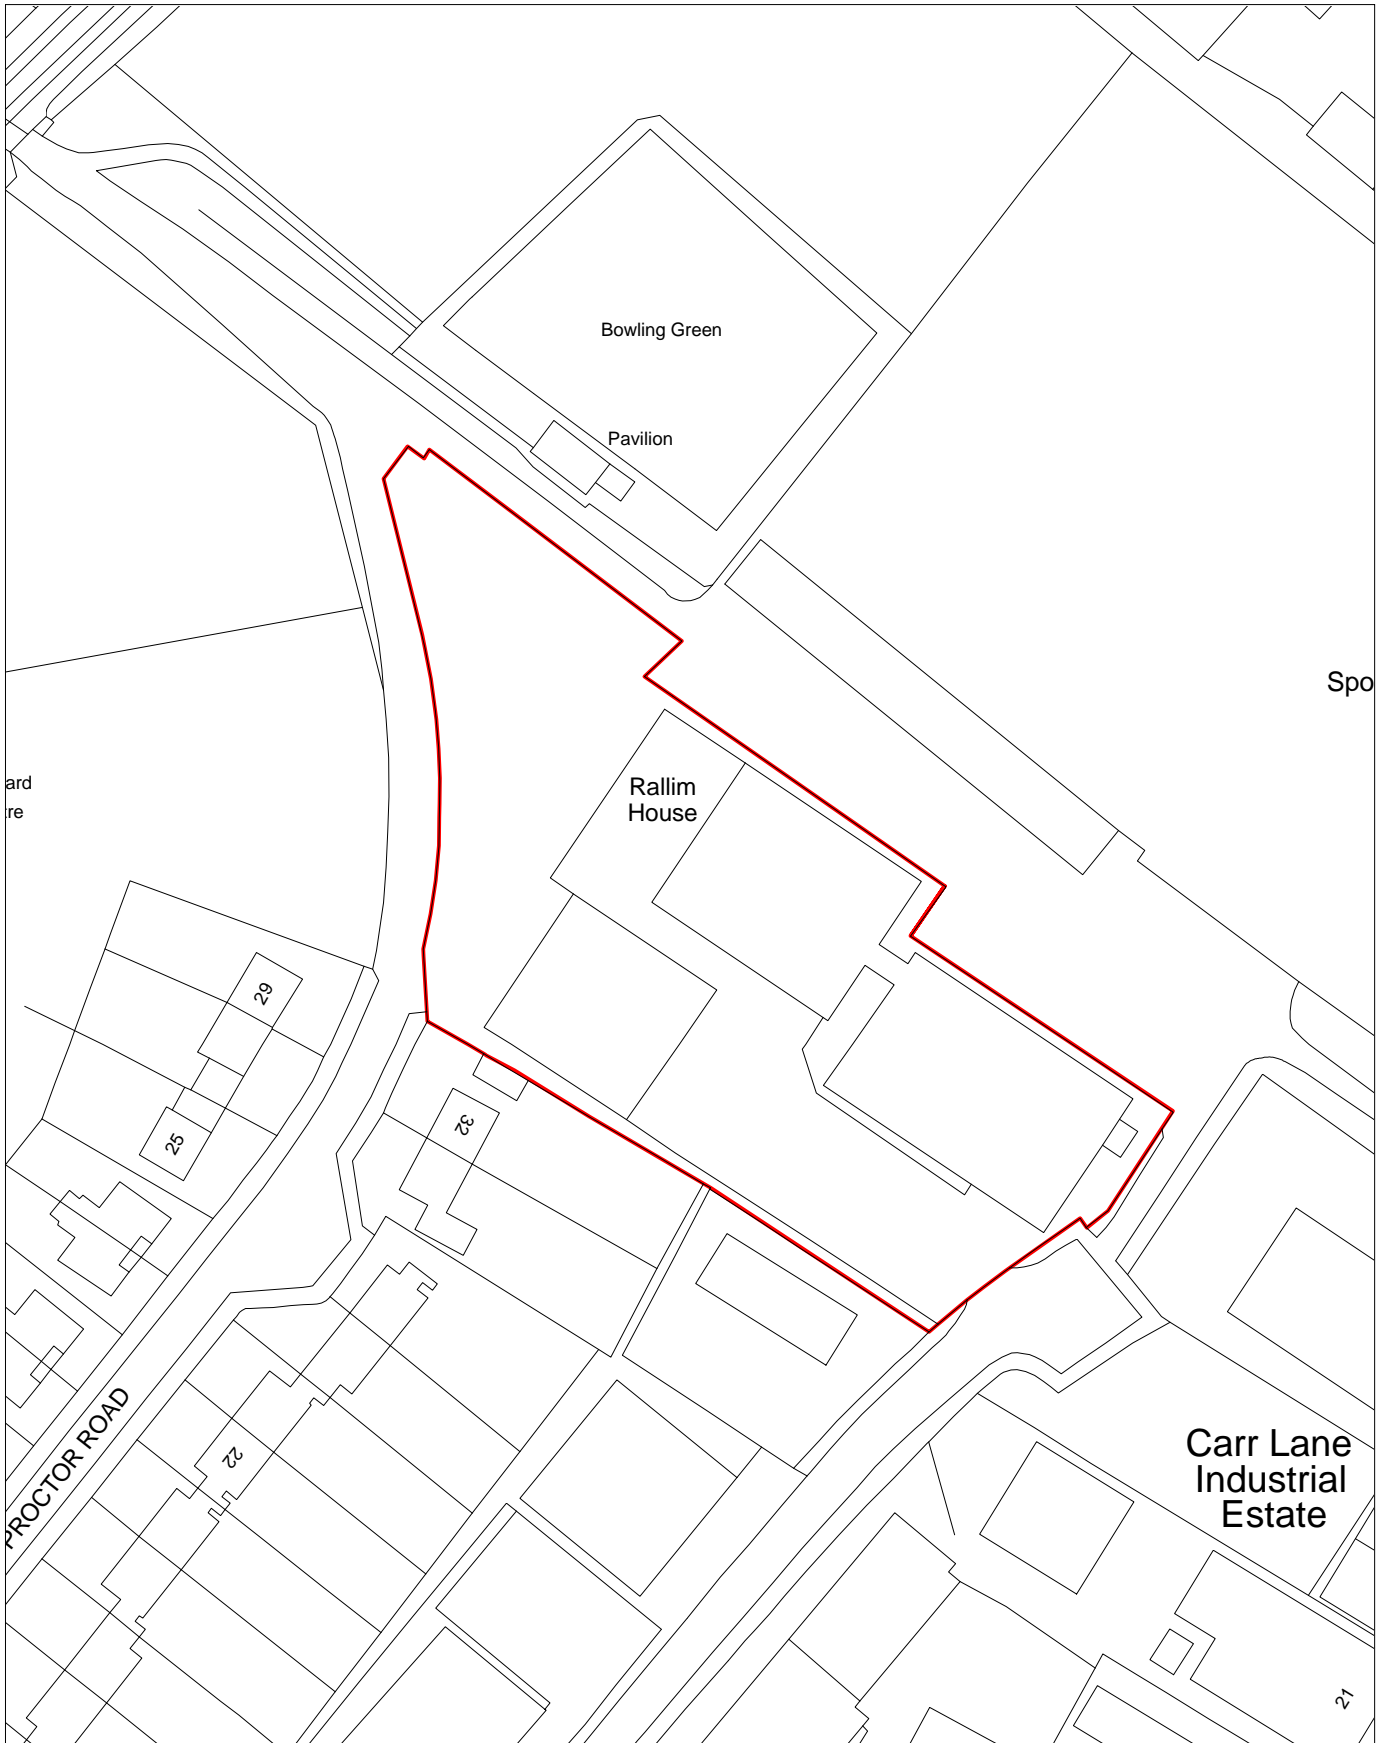 Bowling Green
Pavilion
Spo
Rallim
House
ard
re
29
25
32
22
PROCTOR ROAD
Carr Lane
Industrial
Estate
21